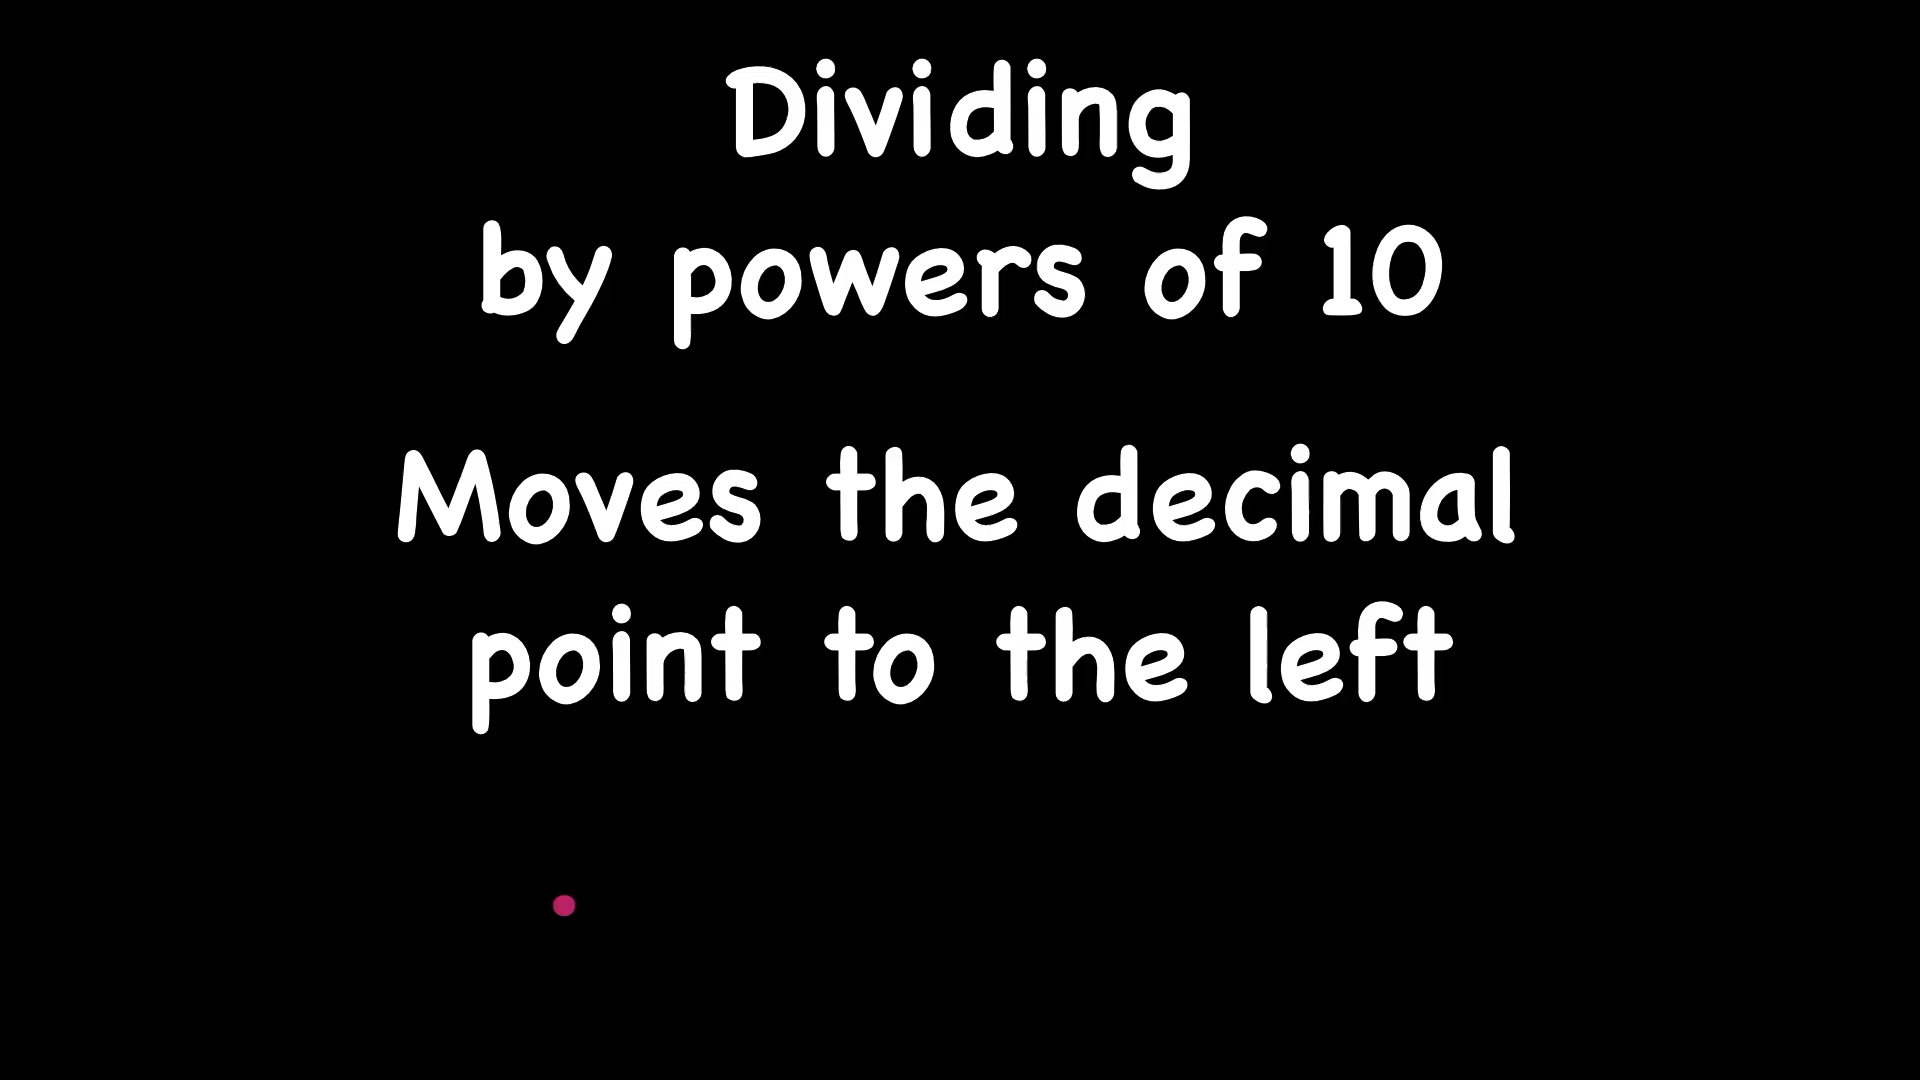 Dividing
by powers of 10
Moves the decimal
point to the left